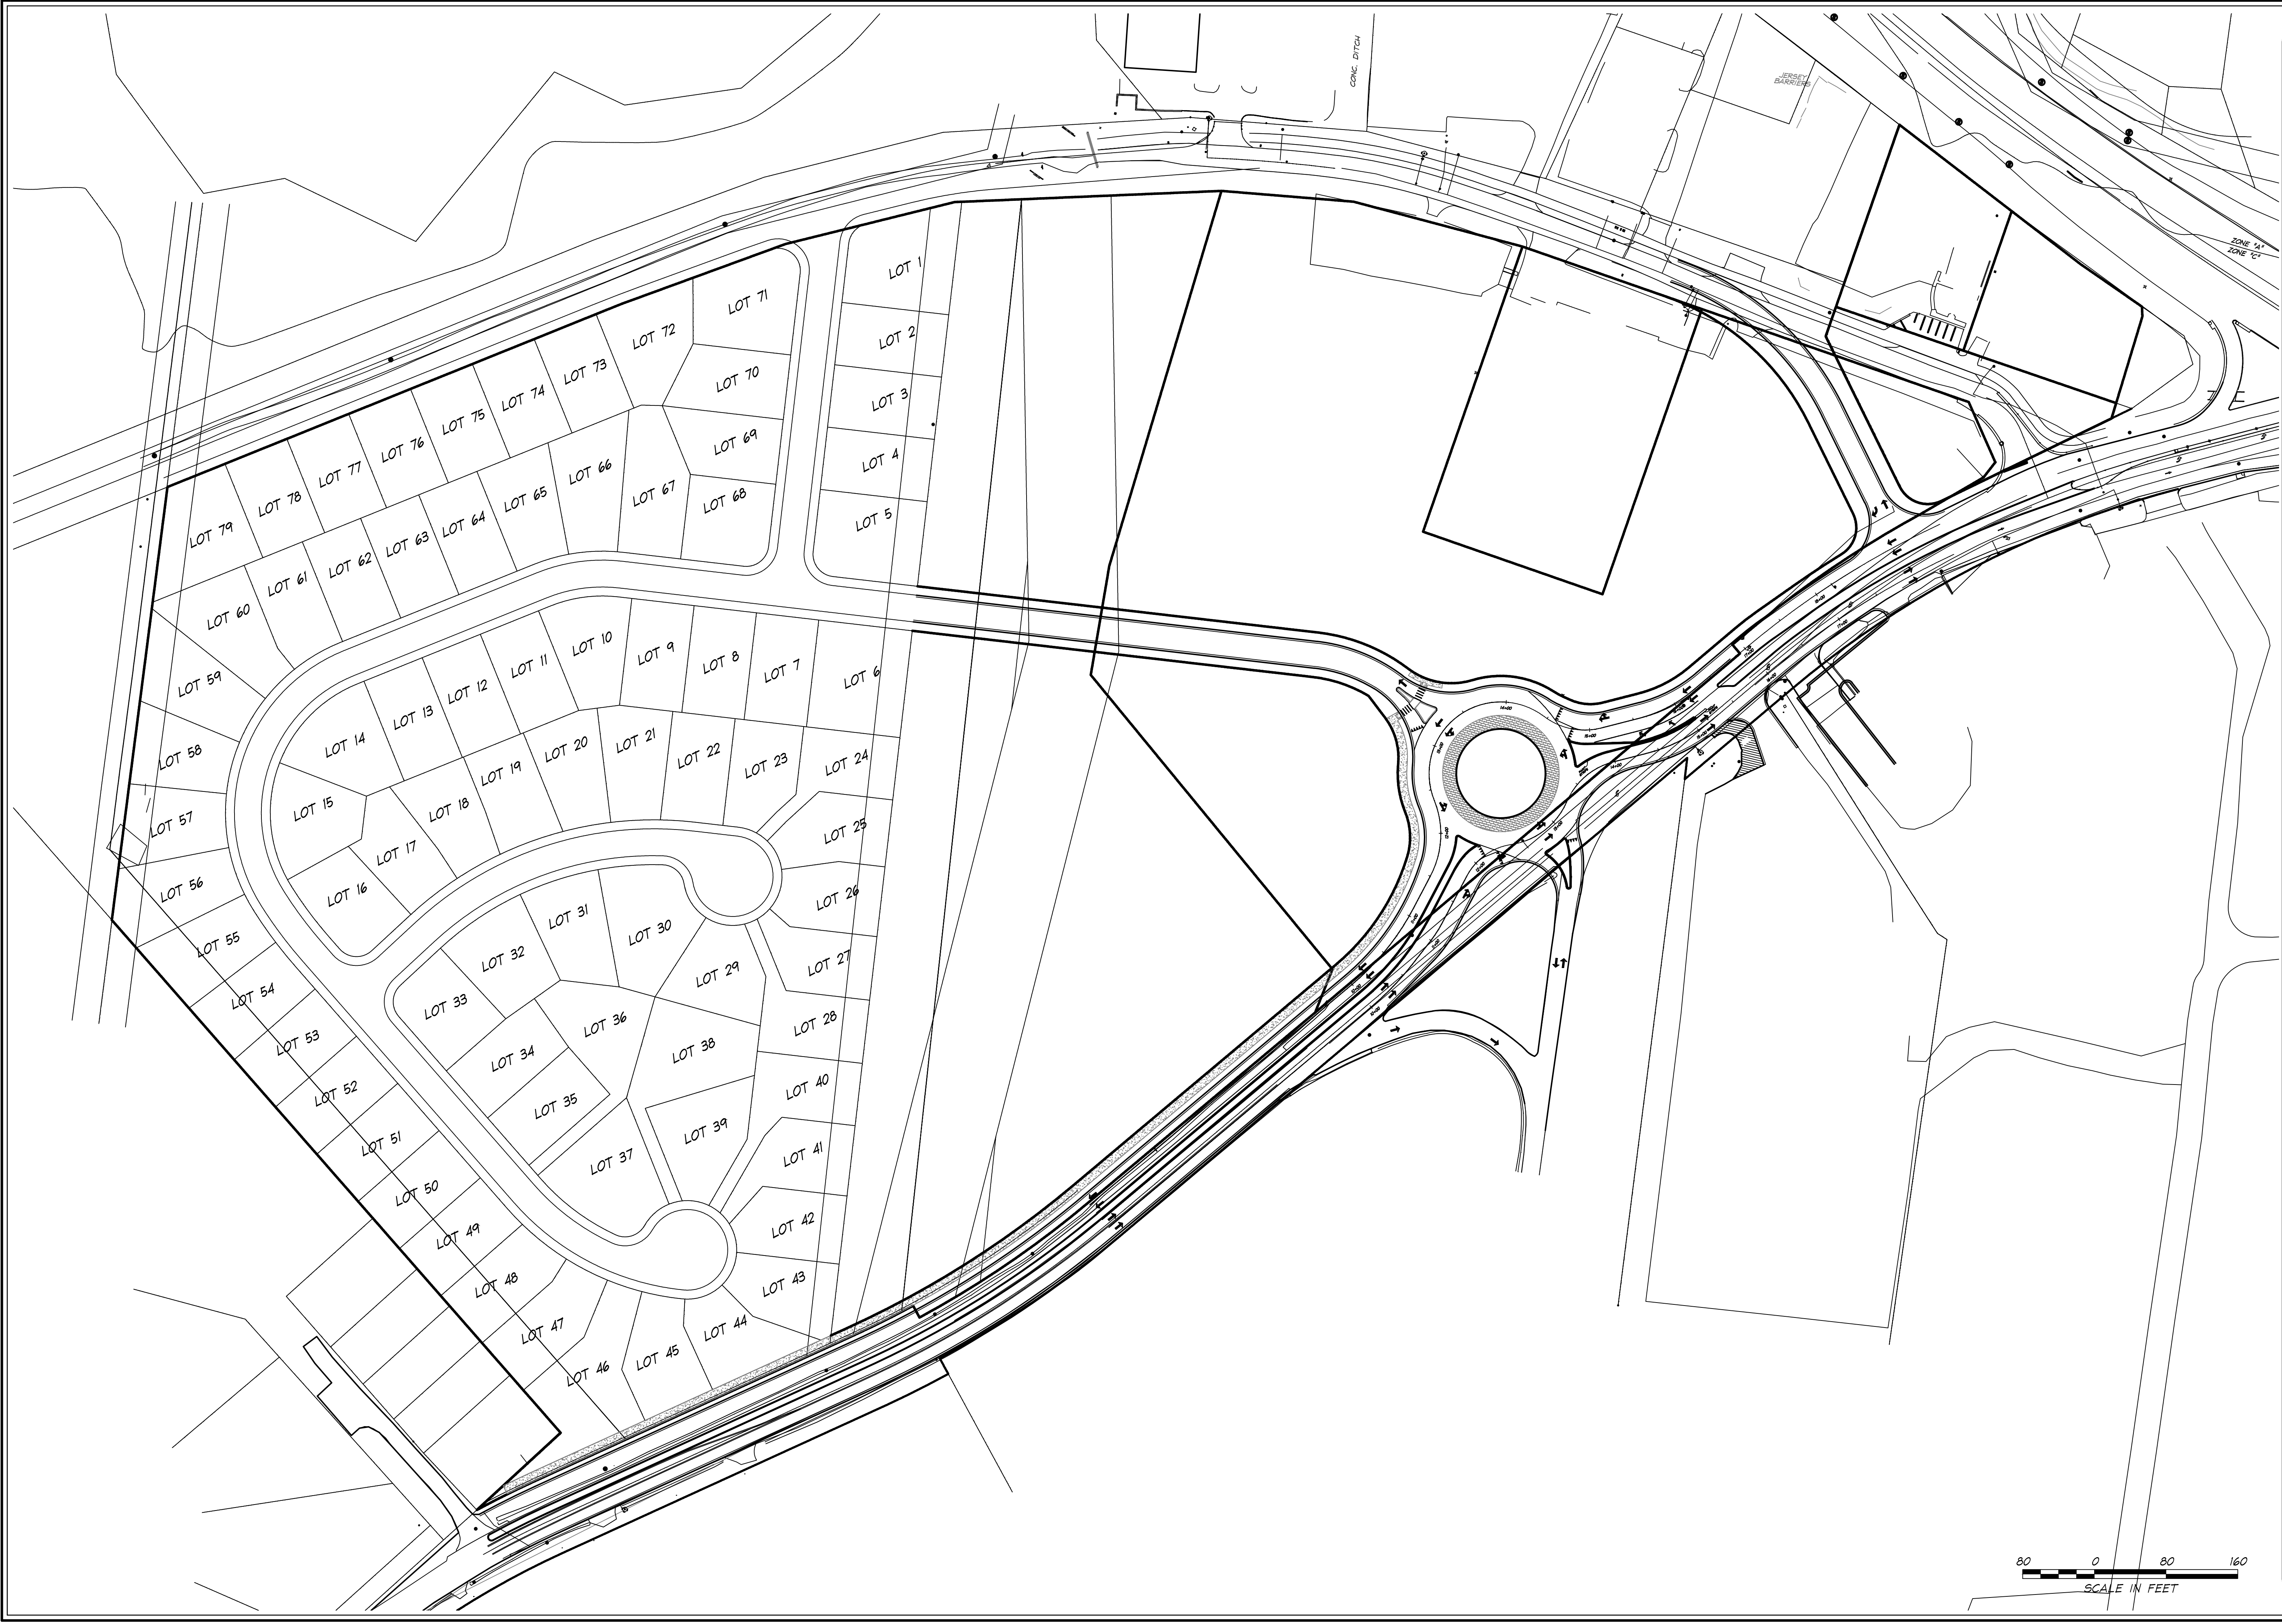 CONC. DITCH
JERSEY
BARRIERS
ZONE "A"
ZONE "C"
LOT 1
LOT 2
LOT 3
LOT 4
LOT 5
LOT 71
LOT 72
LOT 73
LOT 74
LOT 75
LOT 76
LOT 77
LOT 78
LOT 79
LOT 70
LOT 69
LOT 68
LOT 67
LOT 66
LOT 65
LOT 64
LOT 63
LOT 62
LOT 61
LOT 60
LOT 59
LOT 58
LOT 57
LOT 56
LOT 55
LOT 54
LOT 53
LOT 52
LOT 51
LOT 50
LOT 49
LOT 48
LOT 47
LOT 46
LOT 45
LOT 44
LOT 43
LOT 42
LOT 41
LOT 40
LOT 39
LOT 38
LOT 37
LOT 36
LOT 35
LOT 34
LOT 33
LOT 32
LOT 31
LOT 30
LOT 29
LOT 28
LOT 27
LOT 26
LOT 25
LOT 24
LOT 23
LOT 22
LOT 21
LOT 20
LOT 19
LOT 18
LOT 17
LOT 16
LOT 15
LOT 14
LOT 13
LOT 12
LOT 11
LOT 10
LOT 9
LOT 8
LOT 7
LOT 6
80 0 80 160
SCALE IN FEET